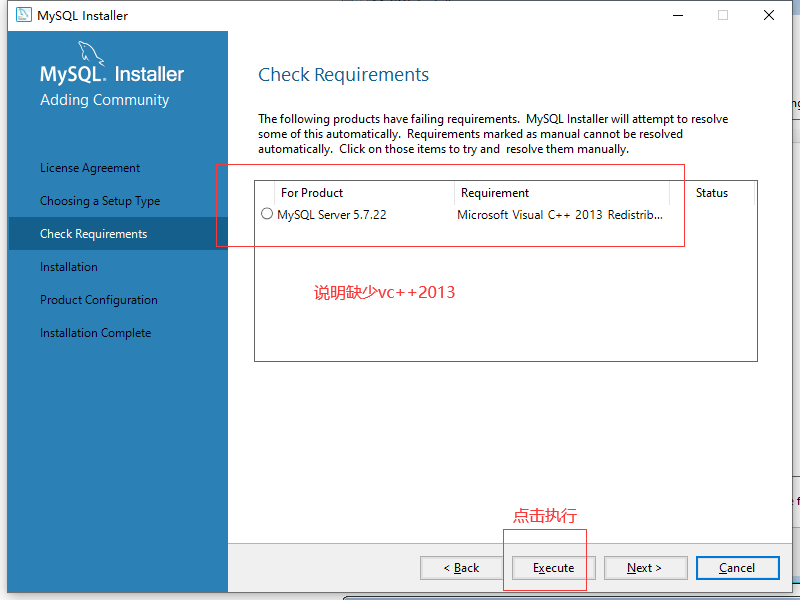 MySQL Installer
MySQL. Installer
Adding Community
License Agreement
Choosing a Setup Type
Check Requirements
Installation
Product Configuration
Installation Complete
Check Requirements
The following products have failing requirements. MySQL Installer will attempt to resolve
some of this automatically. Requirements marked as manual cannot be resolved
automatically. Click on those items to try and resolve them manually.
For Product Requirement Status
MySQL Server 5.7.22 Microsoft Visual C++ 2013 Redistrib...
说明缺少vc++2013
点击执行
< Back Execute Next > Cancel